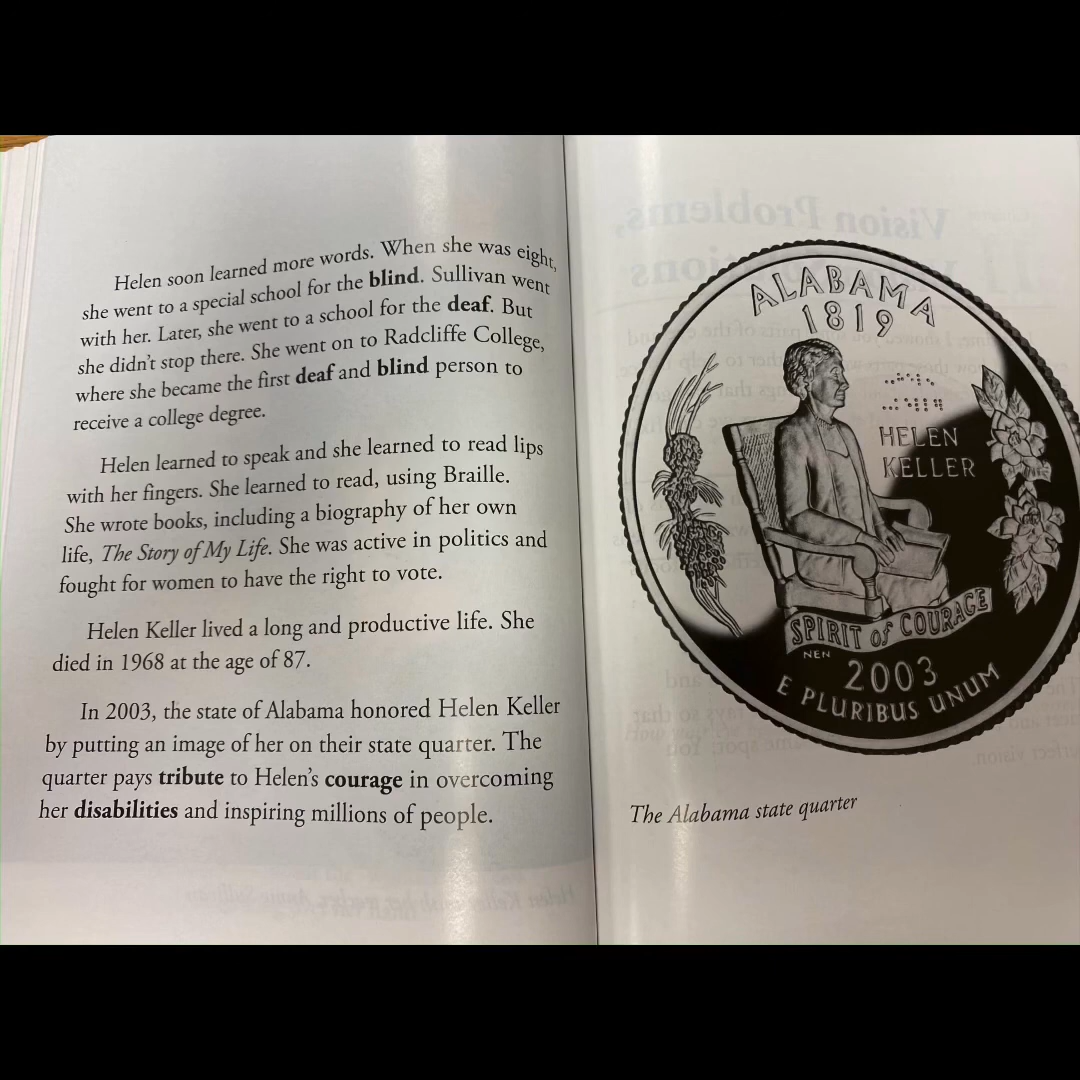 Helen soon learned more words. When she was eight,
she went to a special school for the blind. Sullivan went
with her. Later, she went to a school for the deaf. But
she didn't stop there. She went on to Radcliffe College,
where she became the first deaf and blind person to
receive a college degree.
Helen learned to speak and she learned to read lips
with her fingers. She learned to read, using Braille.
She wrote books, including a biography of her own
life, The Story of My Life. She was active in politics and
fought for women to have the right to vote.
Helen Keller lived a long and productive life. She
died in 1968 at the age of 87.
In 2003, the state of Alabama honored Helen Keller
by putting an image of her on their state quarter. The
quarter pays tribute to Helen's courage in overcoming
her disabilities and inspiring millions of people.
ALABAMA
1819
HELEN
KELLER
SPIRIT of COURAGE
NEN
2003
E PLURIBUS UNUM
The Alabama state quarter